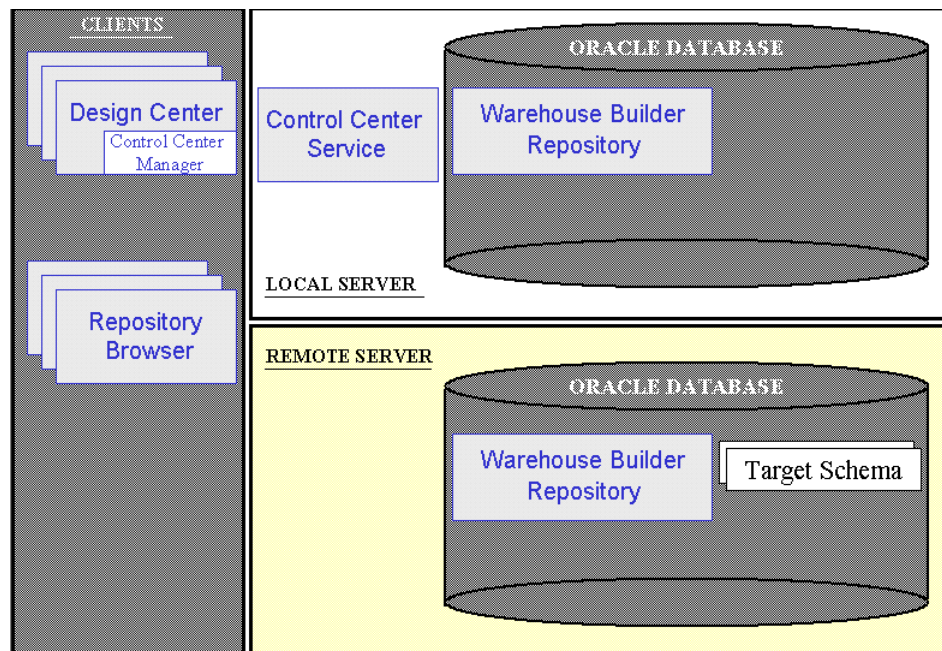 CLIENTS
Design Center
Control Center
Manager
Repository
Browser
Control Center
Service
ORACLE DATABASE
Warehouse Builder
Repository
LOCAL SERVER
REMOTE SERVER
ORACLE DATABASE
Warehouse Builder
Repository
Target Schema